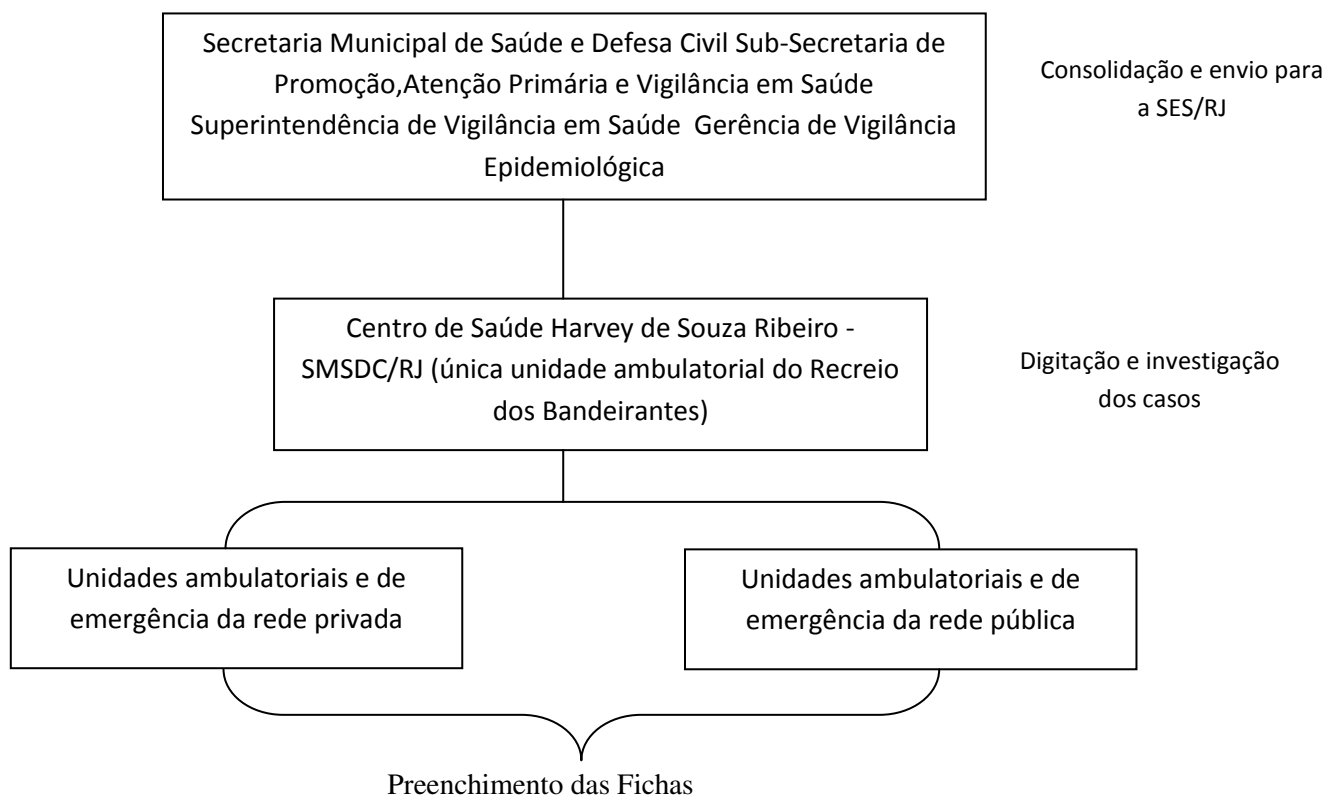 Secretaria Municipal de Saúde e Defesa Civil Sub-Secretaria de
Promoção,Atenção Primária e Vigilância em Saúde
Superintendência de Vigilância em Saúde Gerência de Vigilância
Epidemiológica
Consolidação e envio para
a SES/RJ
Centro de Saúde Harvey de Souza Ribeiro -
SMSDC/RJ (única unidade ambulatorial do Recreio
dos Bandeirantes)
Digitação e investigação
dos casos
Unidades ambulatoriais e de
emergência da rede privada
Unidades ambulatoriais e de
emergência da rede pública
Preenchimento das Fichas